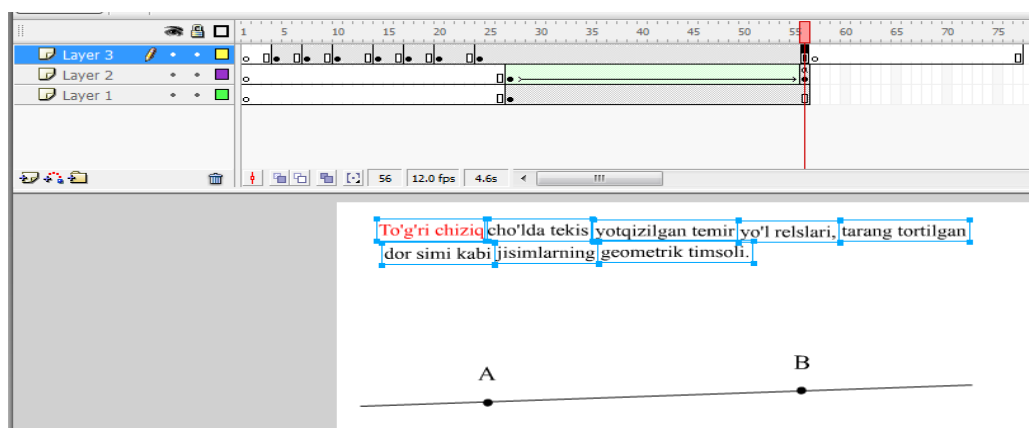 1 5 10 15 20 25 30 35 40 45 50 55 60 65 70 75
Layer 3
Layer 2
Layer 1
56 12.0 fps 4.6s
To'g'ri chiziq cho'lda tekis yotqizilgan temir yo'l relslari, tarang tortilgan
dor simi kabi jisimlarning geometrik timsoli.
A B